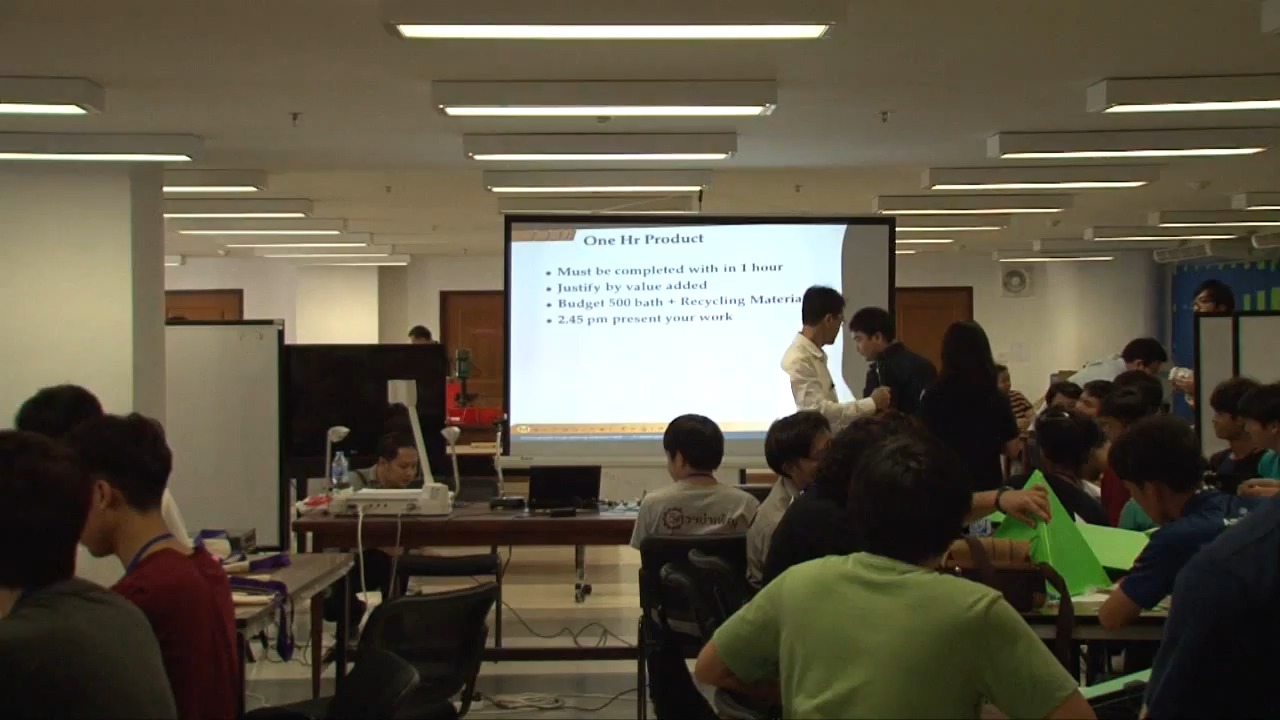 One Hr Product
• Must be completed with in 1 hour
• Justify by value added
• Budget 500 bath + Recycling Materia
• 2.45 pm present your work